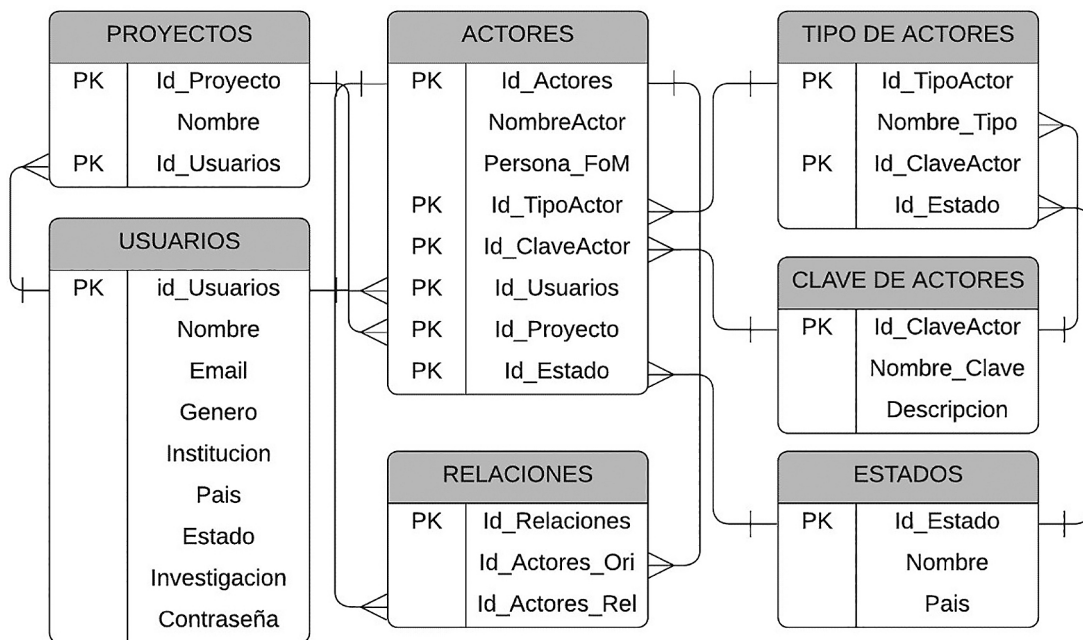 PROYECTOS
PK Id_Proyecto
Nombre
PK Id_Usuarios
USUARIOS
PK id_Usuarios
Nombre
Email
Genero
Institucion
Pais
Estado
Investigacion
Contraseña
ACTORES
PK Id_Actores
NombreActor
Persona_FoM
PK Id_TipoActor
PK Id_ClaveActor
PK Id_Usuarios
PK Id_Proyecto
PK Id_Estado
RELACIONES
PK Id_Relaciones
Id_Actores_Ori
Id_Actores_Rel
TIPO DE ACTORES
PK Id_TipoActor
Nombre_Tipo
PK Id_ClaveActor
Id_Estado
CLAVE DE ACTORES
PK Id_ClaveActor
Nombre_Clave
Descripcion
ESTADOS
PK Id_Estado
Nombre
Pais